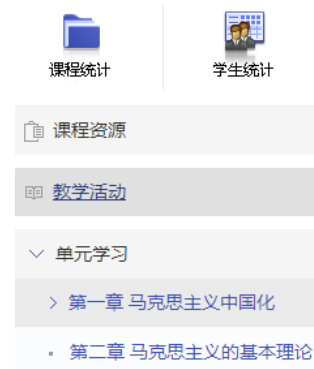 课程统计 学生统计
课程资源
教学活动
单元学习
第一章 马克思主义中国化
第二章 马克思主义的基本理论